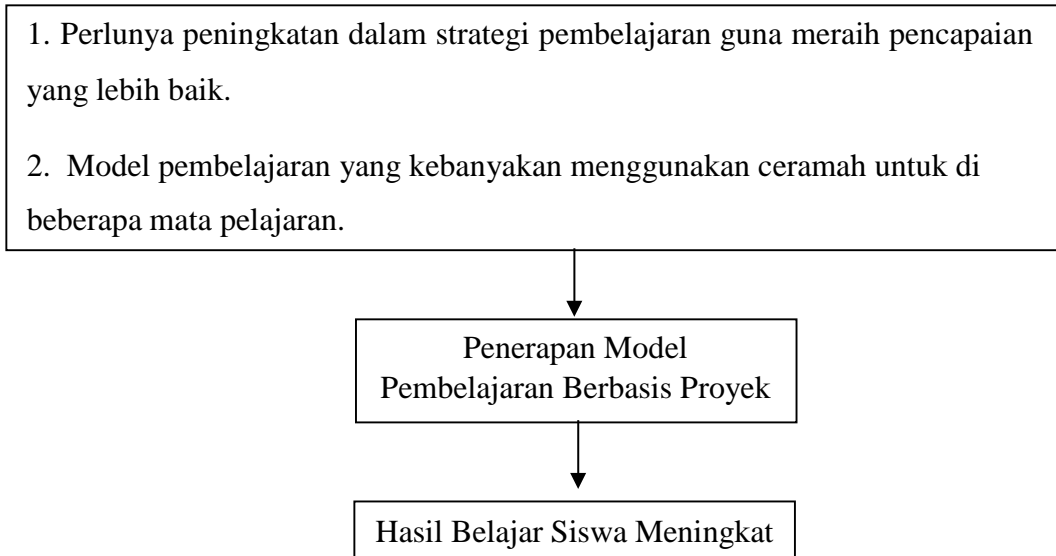 1. Perlunya peningkatan dalam strategi pembelajaran guna meraih pencapaian
yang lebih baik.
2. Model pembelajaran yang kebanyakan menggunakan ceramah untuk di
beberapa mata pelajaran.
Penerapan Model
Pembelajaran Berbasis Proyek
Hasil Belajar Siswa Meningkat